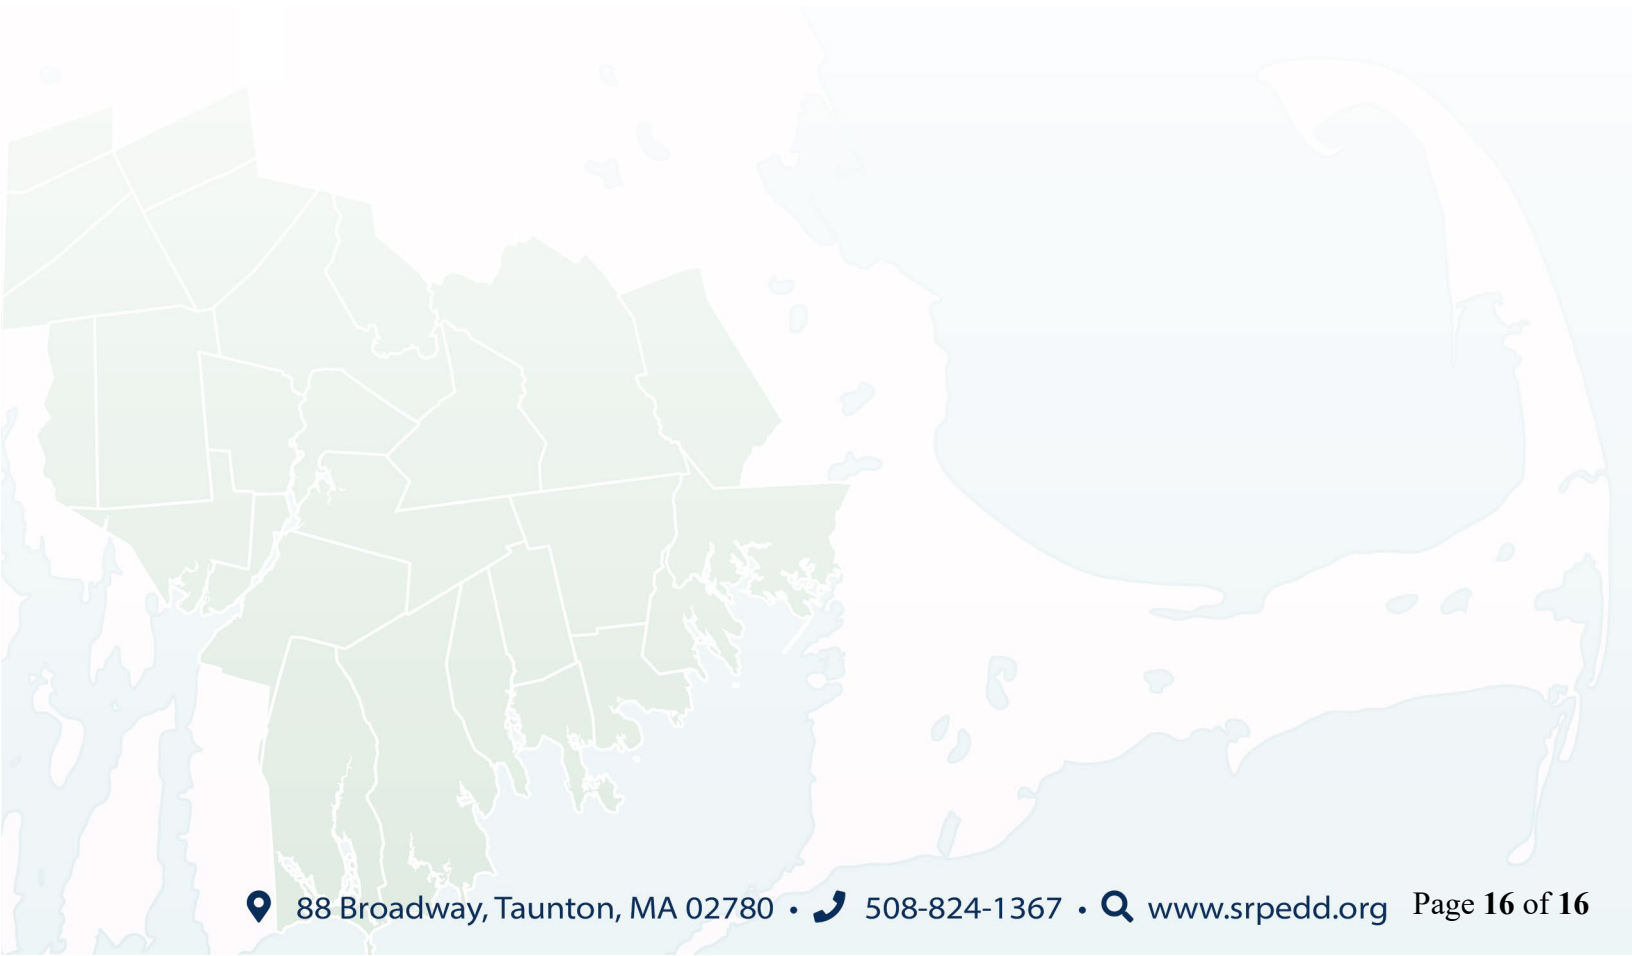 88 Broadway, Taunton, MA 02780 • 508-824-1367 • www.srpedd.org Page 16 of 16